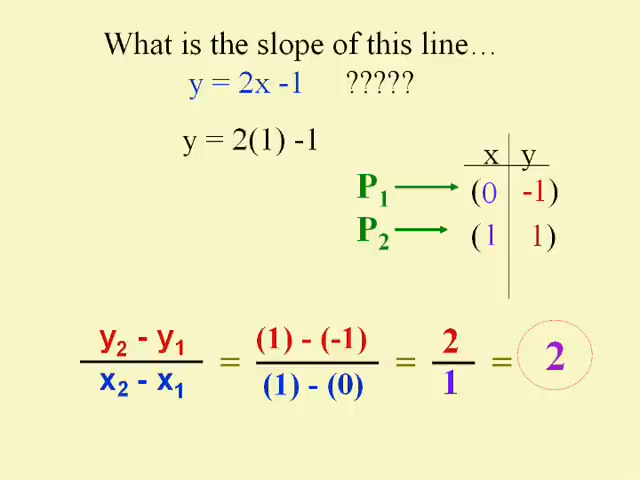 What is the slope of this line...
y = 2x -1 ?????
y = 2(1) -1
x y
P1 (0 -1)
P2 (1 1)
y2 - y1 (1) - (-1) 2
= = = 2
x2 - x1 (1) - (0) 1